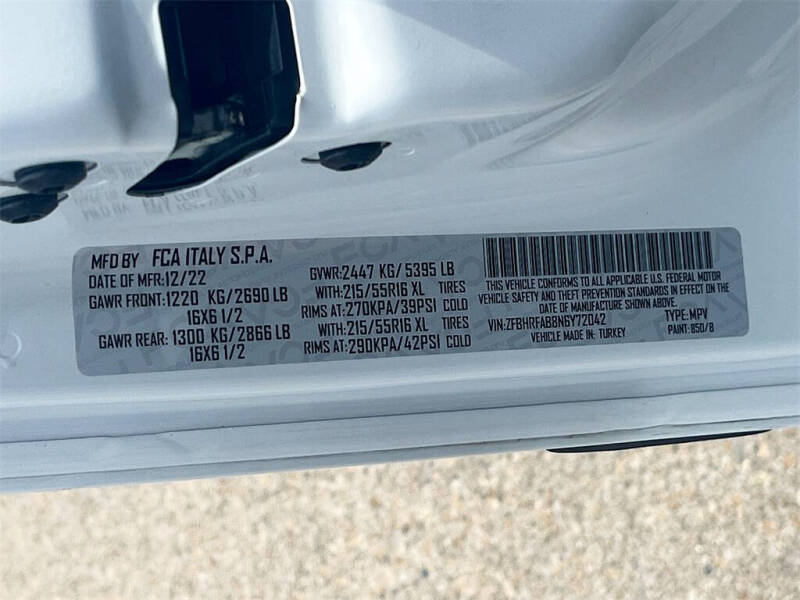 MFD BY FCA ITALY S.P.A.
DATE OF MFR:12/22
GAWR FRONT:1220 KG/2690 LB
16X6 1/2
GAWR REAR:1300 KG/2866 LB
16X6 1/2
GVWR:2447 KG/5395 LB
WITH:215/55R16 XL TIRES
RIMS AT:270KPA/39PSI COLD
WITH:215/55R16 XL TIRES
RIMS AT:290KPA/42PSI COLD
THIS VEHICLE CONFORMS TO ALL APPLICABLE U.S. FEDERAL MOTOR
VEHICLE SAFETY AND THEFT PREVENTION STANDARDS IN EFFECT ON THE
DATE OF MANUFACTURE SHOWN ABOVE.
VIN:ZFBHRFAB8N6Y72042 TYPE:MPV
VEHICLE MADE IN: TURKEY PAINT:850/B